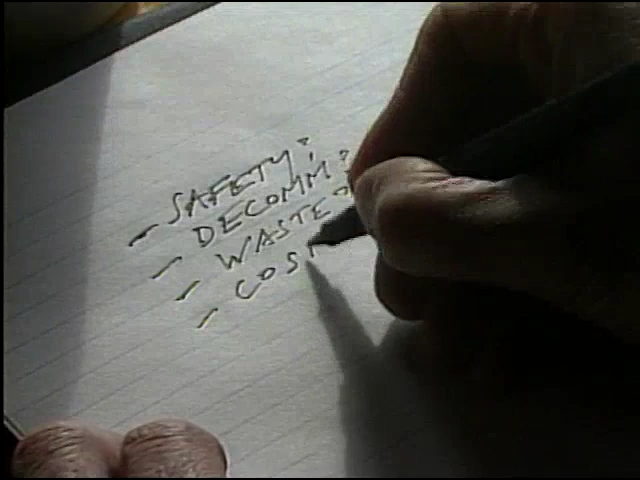 - SAFETY?
- DECOMM'?
- WASTE?
- COS